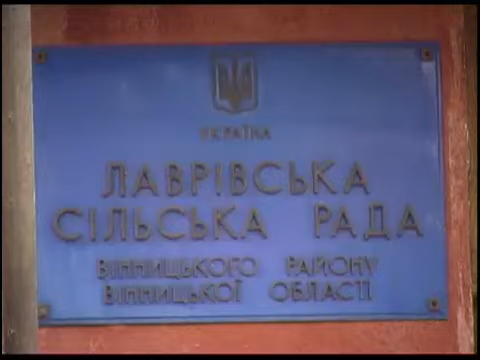 УКРАЇНА
ЛАВРІВСЬКА
СІЛЬСЬКА РАДА
ВІННИЦЬКОГО РАЙОНУ
ВІННИЦЬКОЇ ОБЛАСТІ